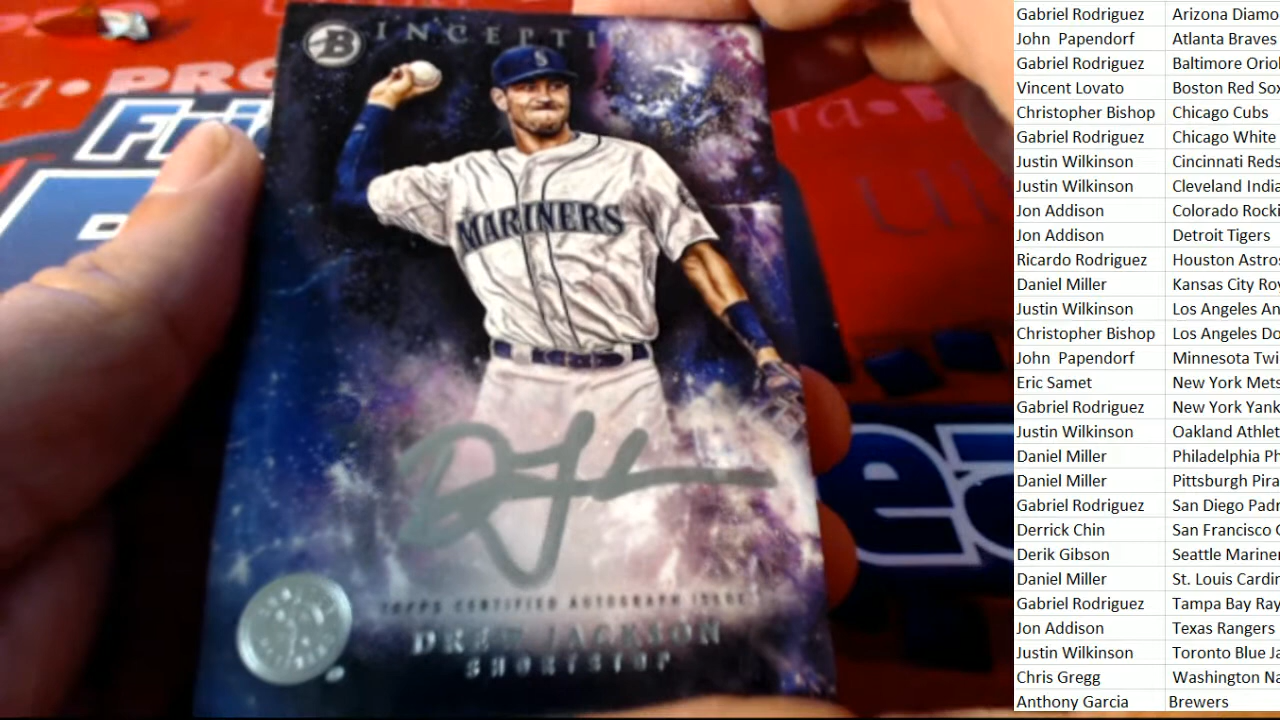 B INCEPTION
Fri
PRO
MARINERS
TOPPS CERTIFIED AUTOGRAPH ISSUE
DREW JACKSON
SHORTSTOP
Gabriel Rodriguez Arizona Diamo
John Papendorf Atlanta Braves
Gabriel Rodriguez Baltimore Oriol
Vincent Lovato Boston Red Sox
Christopher Bishop Chicago Cubs
Gabriel Rodriguez Chicago White
Justin Wilkinson Cincinnati Reds
Justin Wilkinson Cleveland India
Jon Addison Colorado Rocki
Jon Addison Detroit Tigers
Ricardo Rodriguez Houston Astros
Daniel Miller Kansas City Roy
Justin Wilkinson Los Angeles An
Christopher Bishop Los Angeles Do
John Papendorf Minnesota Twi
Eric Samet New York Mets
Gabriel Rodriguez New York Yank
Justin Wilkinson Oakland Athlet
Daniel Miller Philadelphia Ph
Daniel Miller Pittsburgh Pira
Gabriel Rodriguez San Diego Padr
Derrick Chin San Francisco G
Derik Gibson Seattle Mariner
Daniel Miller St. Louis Cardin
Gabriel Rodriguez Tampa Bay Ray
Jon Addison Texas Rangers
Justin Wilkinson Toronto Blue Ja
Chris Gregg Washington Na
Anthony Garcia Brewers